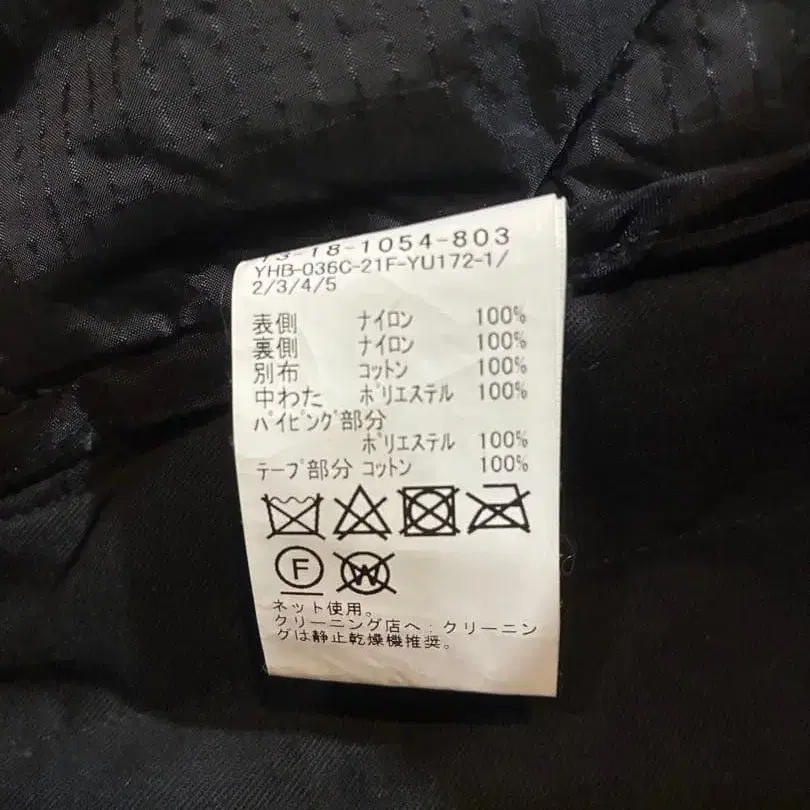 18-1054-803
YHB-036C-21F-YU172-1/
2/3/4/5
表側 ナイロン 100%
裏側 ナイロン 100%
別布 コットン 100%
中わた ポリエステル 100%
パイピング部分
ポリエステル 100%
テープ部分 コットン 100%
F W
ネット使用。
クリーニング店へ:クリーニン
グは静止乾燥機推奨。